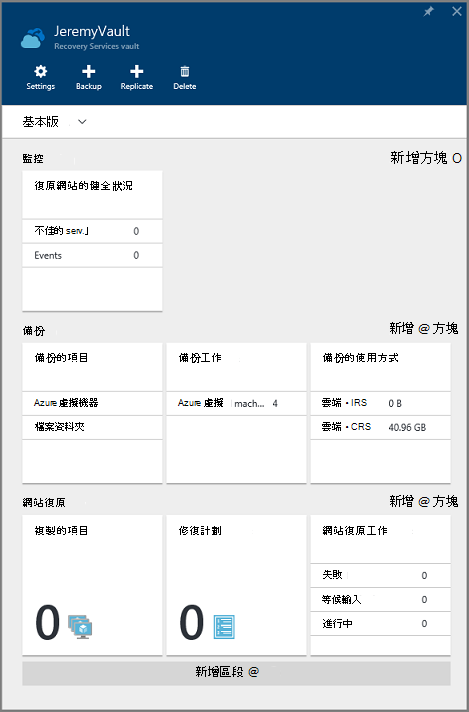 JeremyVault
Recovery Services vault
Settings Backup Replicate Delete
基本版
監控 新增方塊 O
復原網站的健全狀況
不佳的 serv.亅 0
Events 0
備份 新增 @ 方塊
備份的項目 備份工作 備份的使用方式
Azure 虛擬機器 Azure 虛擬 mach... 4 雲端・IRS 0 B
檔案資料夾 雲端・CRS 40.96 GB
網站復原 新增 @ 方塊
複製的項目 修復計劃 網站復原工作
失敗 0
等候輸入 0
進行中 0
0 0
新增區段 @